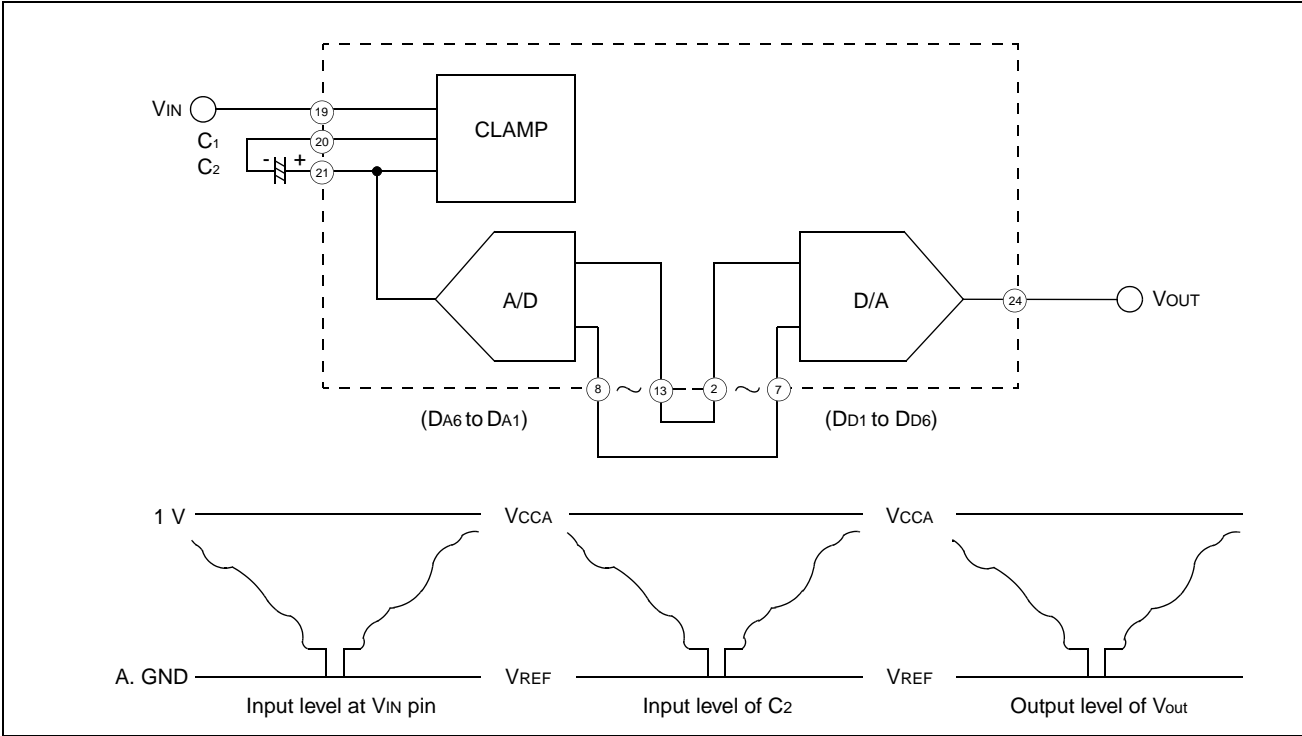 VIN
19
CLAMP
C1
20
C2
- +
21
A/D
D/A
24
VOUT
8 ~ 13
2 ~ 7
(DA6 to DA1)
(DD1 to DD6)
1 V
VCCA
VCCA
A. GND
VREF
VREF
Input level at VIN pin
Input level of C2
Output level of Vout